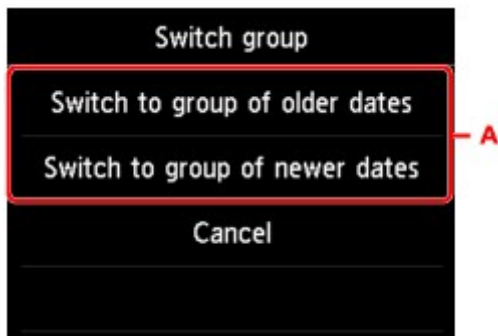 Switch group
Switch to group of older dates
A
Switch to group of newer dates
Cancel